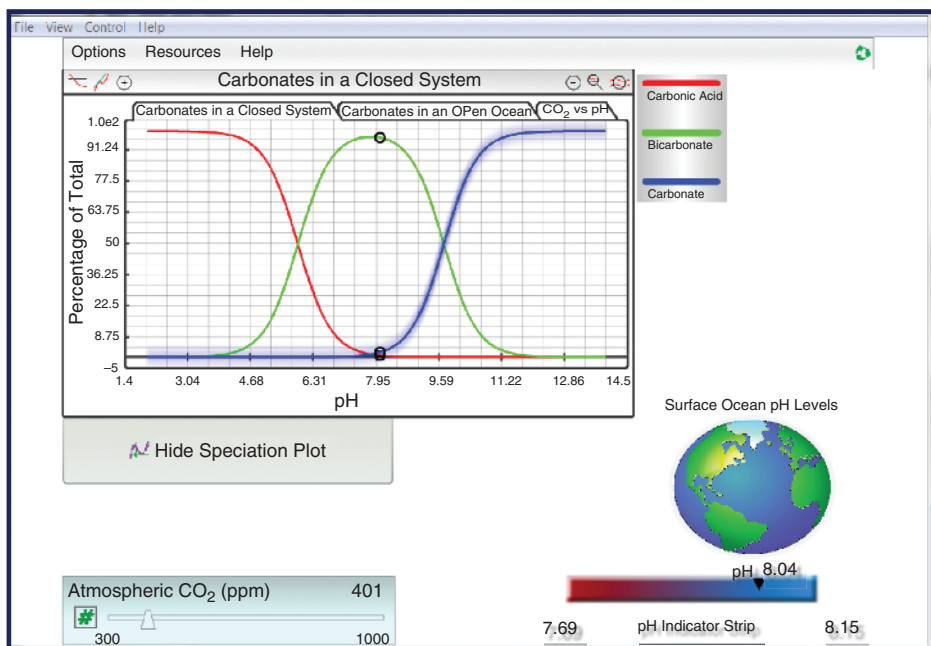 File View Control Help
Options Resources Help
Carbonates in a Closed System
Carbonates in a Closed System Carbonates in an OPen Ocean CO₂ vs pH
Carbonic Acid
Bicarbonate
Carbonate
Percentage of Total
1.0e2
91.24
77.5
63.75
50
36.25
22.5
8.75
−5
1.4 3.04 4.68 6.31 7.95 9.59 11.22 12.86 14.5
pH
Hide Speciation Plot
Surface Ocean pH Levels
pH 8.04
7.69 pH Indicator Strip 8.15
Atmospheric CO₂ (ppm) 401
#
300 1000